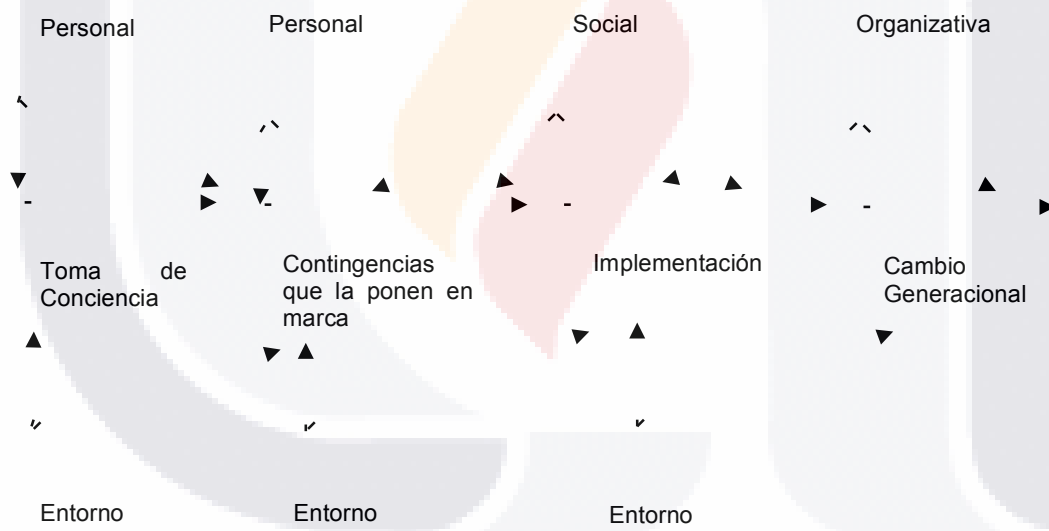 Personal
Personal
Social
Organizativa
Toma de
Conciencia
Contingencias
que la ponen en
marca
Implementación
Cambio
Generacional
Entorno
Entorno
Entorno